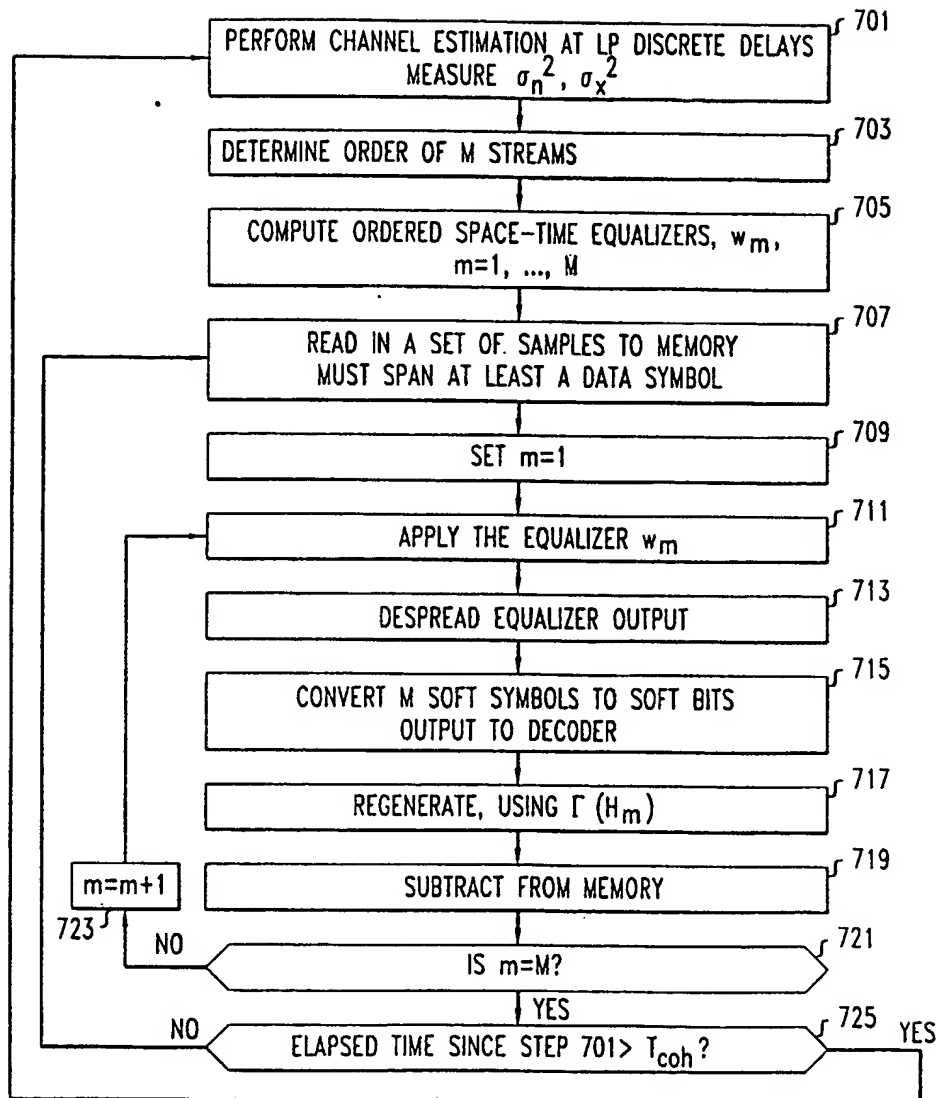 701
PERFORM CHANNEL ESTIMATION AT LP DISCRETE DELAYS
MEASURE σn², σx²
703
DETERMINE ORDER OF M STREAMS
705
COMPUTE ORDERED SPACE-TIME EQUALIZERS, wm,
m=1, ..., M
707
READ IN A SET OF. SAMPLES TO MEMORY
MUST SPAN AT LEAST A DATA SYMBOL
709
SET m=1
711
APPLY THE EQUALIZER wm
713
DESPREAD EQUALIZER OUTPUT
715
CONVERT M SOFT SYMBOLS TO SOFT BITS
OUTPUT TO DECODER
717
REGENERATE, USING Γ (Hm)
719
SUBTRACT FROM MEMORY
m=m+1
723
721
NO
IS m=M?
YES
725
NO
ELAPSED TIME SINCE STEP 701> Tcoh?
YES